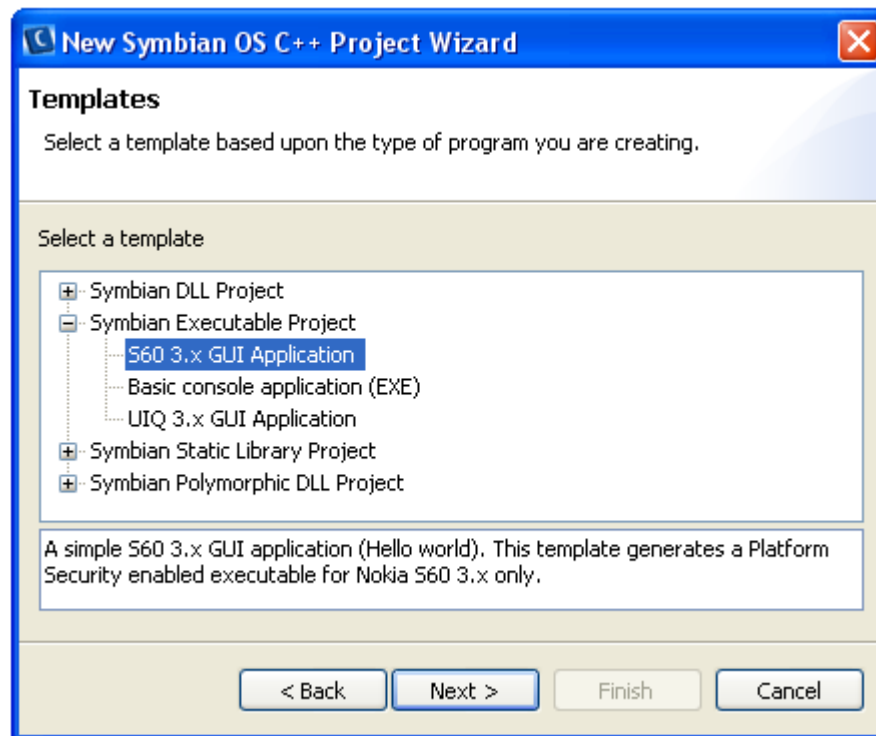 New Symbian OS C++ Project Wizard
Templates
Select a template based upon the type of program you are creating.
Select a template
Symbian DLL Project
Symbian Executable Project
S60 3.x GUI Application
Basic console application (EXE)
UIQ 3.x GUI Application
Symbian Static Library Project
Symbian Polymorphic DLL Project
A simple S60 3.x GUI application (Hello world). This template generates a Platform
Security enabled executable for Nokia S60 3.x only.
< Back
Next >
Finish
Cancel